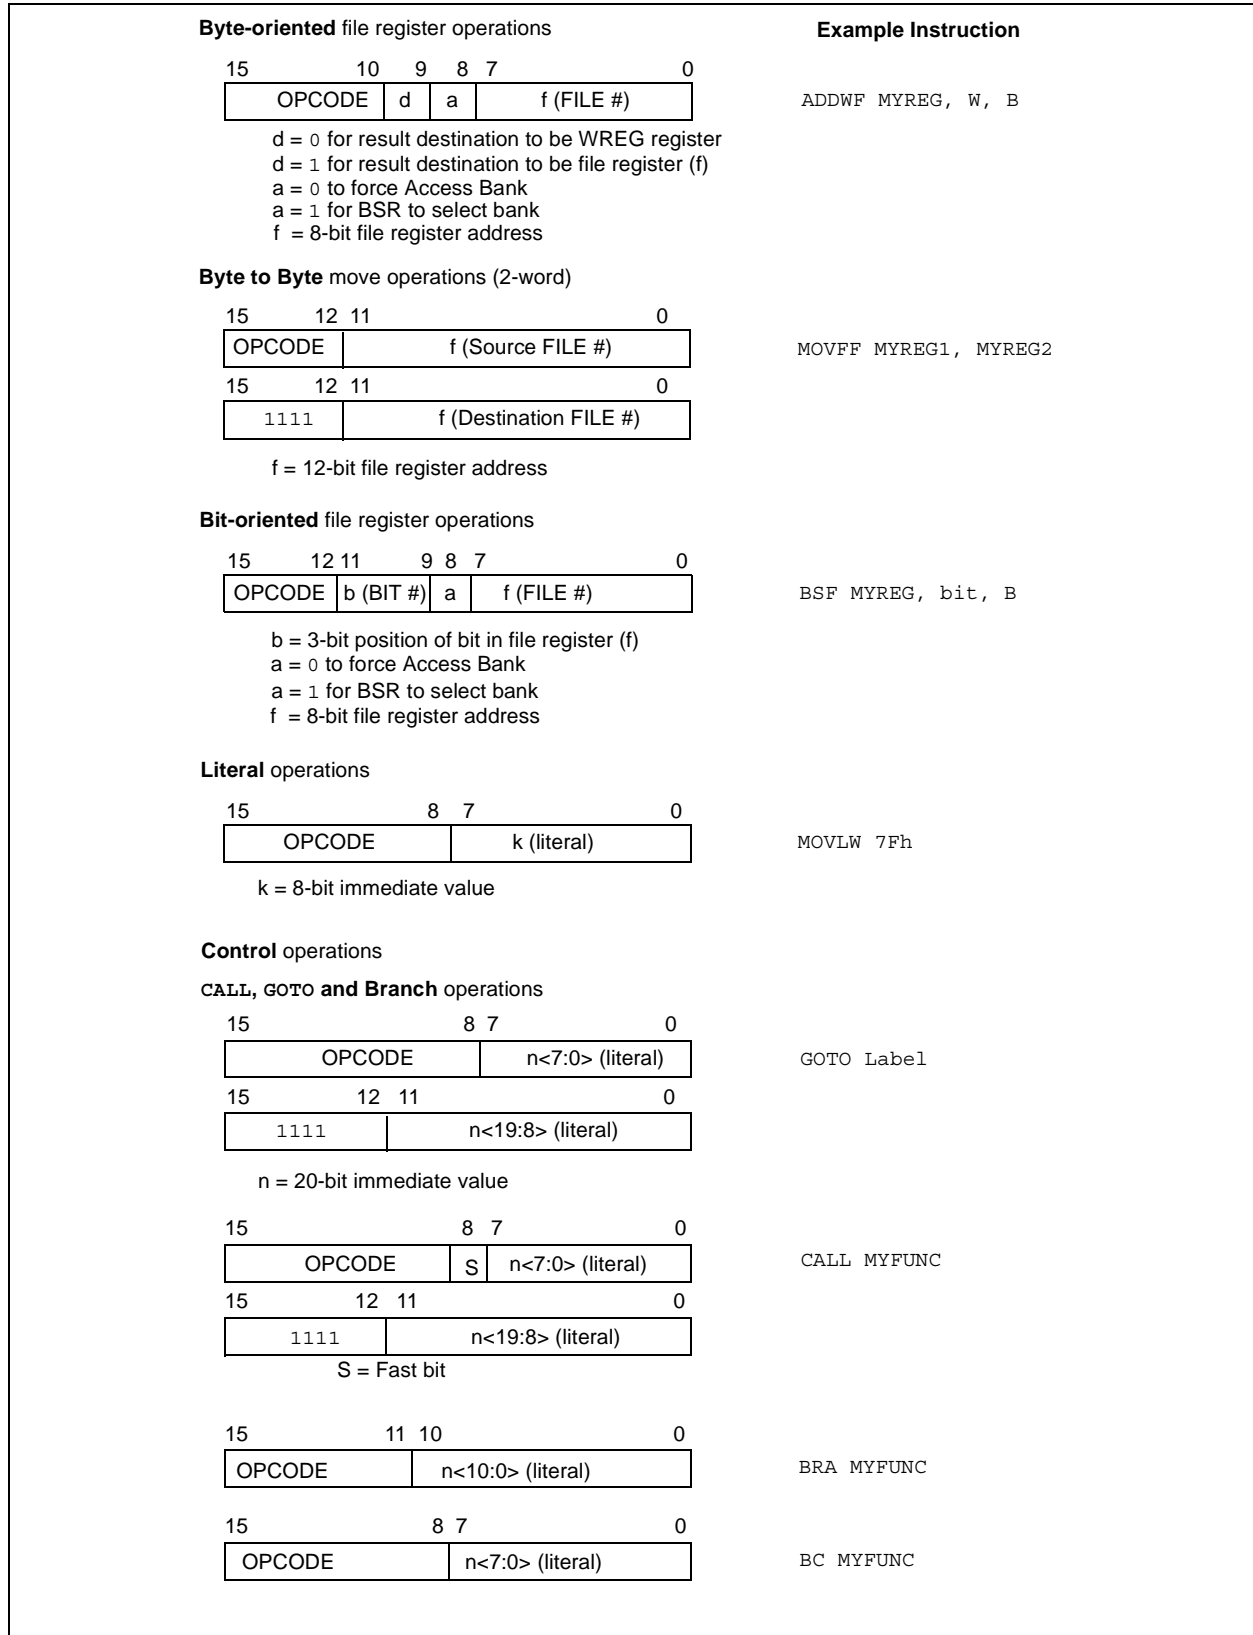 Byte-oriented file register operations Example Instruction
15 10 9 8 7 0
OPCODE d a f (FILE #) ADDWF MYREG, W, B
d = 0 for result destination to be WREG register
d = 1 for result destination to be file register (f)
a = 0 to force Access Bank
a = 1 for BSR to select bank
f = 8-bit file register address
Byte to Byte move operations (2-word)
15 12 11 0
OPCODE f (Source FILE #) MOVFF MYREG1, MYREG2
15 12 11 0
1111 f (Destination FILE #)
f = 12-bit file register address
Bit-oriented file register operations
15 12 11 9 8 7 0
OPCODE b (BIT #) a f (FILE #) BSF MYREG, bit, B
b = 3-bit position of bit in file register (f)
a = 0 to force Access Bank
a = 1 for BSR to select bank
f = 8-bit file register address
Literal operations
15 8 7 0
OPCODE k (literal) MOVLW 7Fh
k = 8-bit immediate value
Control operations
CALL, GOTO and Branch operations
15 8 7 0
OPCODE n<7:0> (literal) GOTO Label
15 12 11 0
1111 n<19:8> (literal)
n = 20-bit immediate value
15 8 7 0
OPCODE S n<7:0> (literal) CALL MYFUNC
15 12 11 0
1111 n<19:8> (literal)
S = Fast bit
15 11 10 0
OPCODE n<10:0> (literal) BRA MYFUNC
15 8 7 0
OPCODE n<7:0> (literal) BC MYFUNC